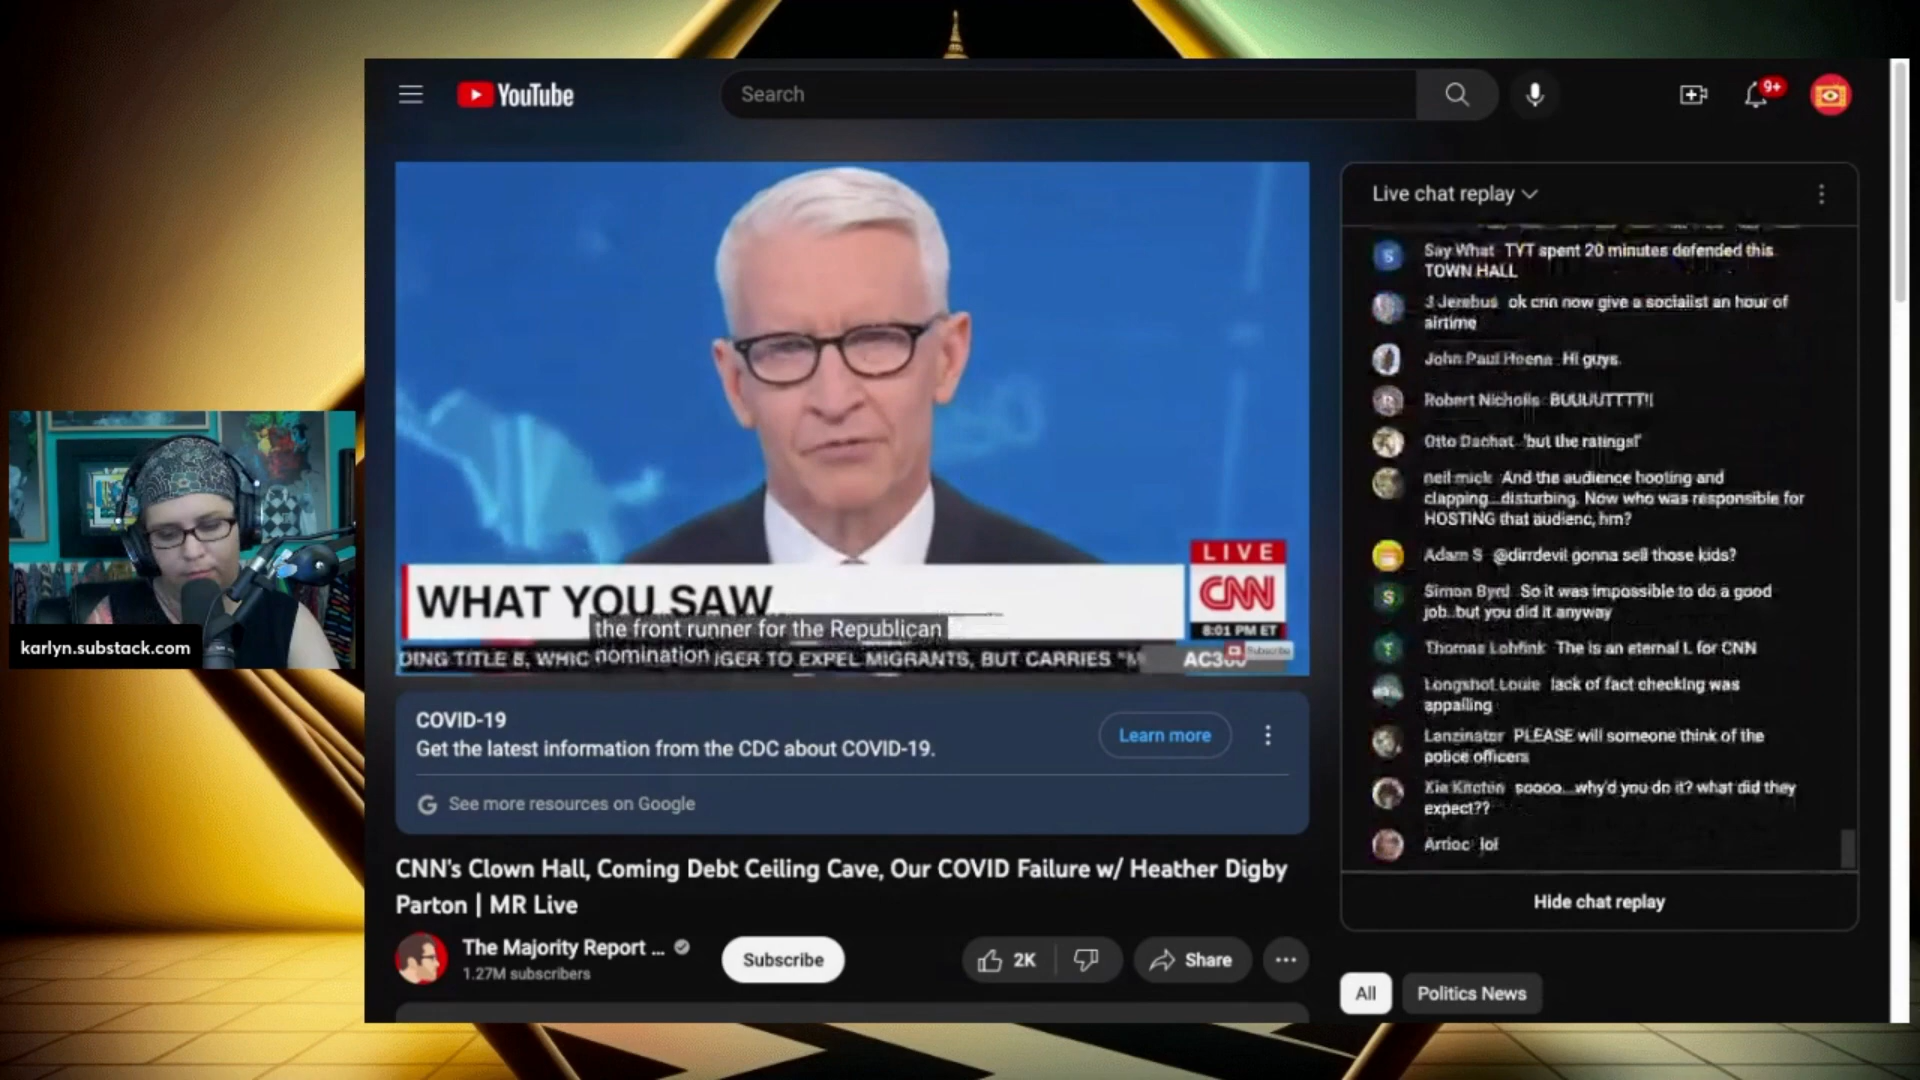 YouTube
Search
9+
Live chat replay
Say What TYT spent 20 minutes defended this
TOWN HALL
J Jerebus ok cnn now give a socialist an hour of
airtime
John Paul Hi guys.
Robert Nicholls BUUUUTTTT!!
Otto Dachat 'but the ratings!'
neil mick And the audience hooting and
clapping...disturbing. Now who was responsible for
HOSTING that audienc, hm?
Adam S @dirrdevil gonna sell those kids?
Simon Byrd So it was impossible to do a good
job..but you did it anyway
Thomas The is an eternal L for CNN
Longshot Louie lack of fact checking was
appalling
Lanzinator PLEASE will someone think of the
police officers
soooo...why'd you do it? what did they
expect??
Arrioc lol
Hide chat replay
All
Politics News
LIVE
CNN
8:01 PM ET
WHAT YOU SAW
the front runner for the Republican
nomination
DING TITLE 8, WHIC IGER TO EXPEL MIGRANTS, BUT CARRIES "M
Subscribe
karlyn.substack.com
COVID-19
Get the latest information from the CDC about COVID-19.
Learn more
G See more resources on Google
CNN's Clown Hall, Coming Debt Ceiling Cave, Our COVID Failure w/ Heather Digby
Parton | MR Live
The Majority Report ...
1.27M subscribers
Subscribe
2K
Share